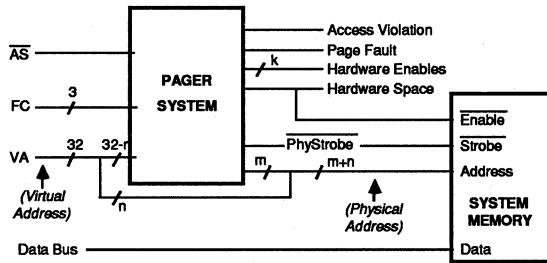 Access Violation
Page Fault
k
Hardware Enables
Hardware Space
AS
PAGER
SYSTEM
FC
3
Enable
PhyStrobe
Strobe
VA
32
32-n
m
m+n
Address
n
(Virtual
Address)
(Physical
Address)
SYSTEM
MEMORY
Data Bus
Data